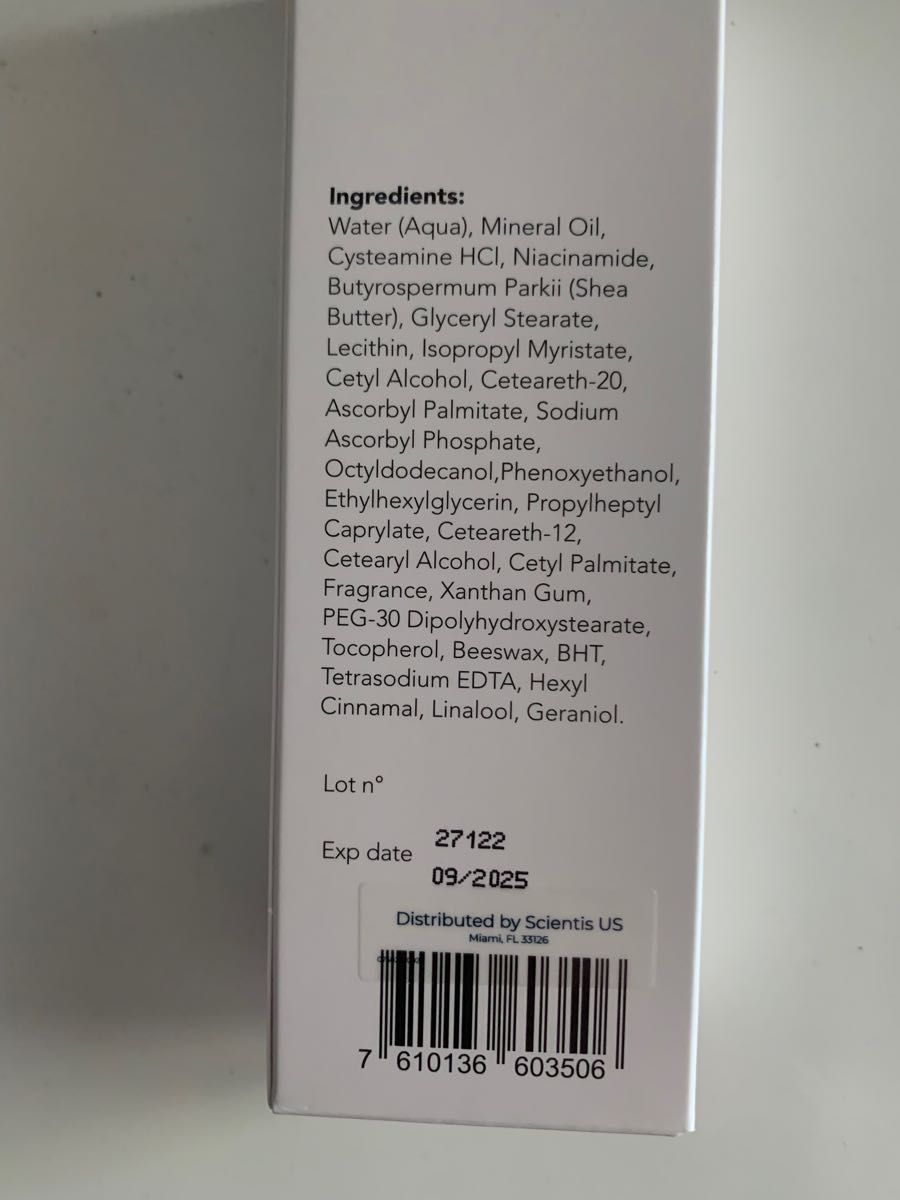 Ingredients:
Water (Aqua), Mineral Oil,
Cysteamine HCl, Niacinamide,
Butyrospermum Parkii (Shea
Butter), Glyceryl Stearate,
Lecithin, Isopropyl Myristate,
Cetyl Alcohol, Ceteareth-20,
Ascorbyl Palmitate, Sodium
Ascorbyl Phosphate,
Octyldodecanol,Phenoxyethanol,
Ethylhexylglycerin, Propylheptyl
Caprylate, Ceteareth-12,
Cetearyl Alcohol, Cetyl Palmitate,
Fragrance, Xanthan Gum,
PEG-30 Dipolyhydroxystearate,
Tocopherol, Beeswax, BHT,
Tetrasodium EDTA, Hexyl
Cinnamal, Linalool, Geraniol.
Lot n°
27122
Exp date
09/2025
Distributed by Scientis US
Miami, FL 33126
7 610136 603506